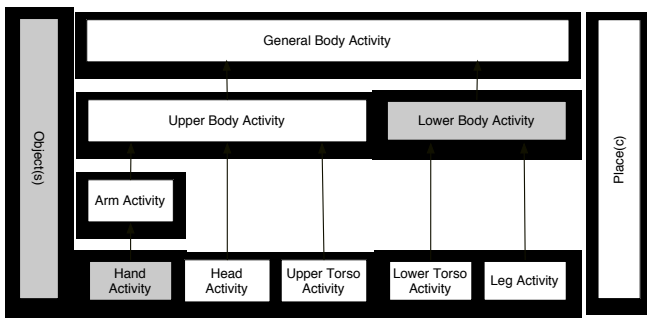 General Body Activity
Object(s)
Upper Body Activity
Lower Body Activity
Place(c)
Arm Activity
Hand
Activity
Head
Activity
Upper Torso
Activity
Lower Torso
Activity
Leg Activity